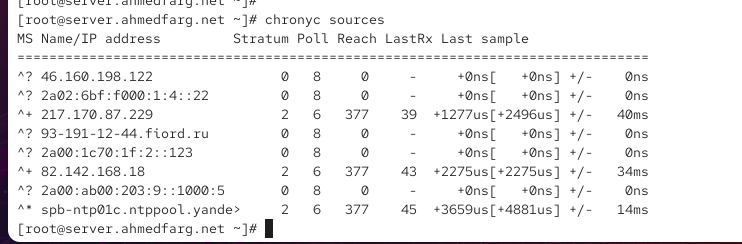 [root@server.ahmedfarg.net ~]#
[root@server.ahmedfarg.net ~]# chronyc sources
MS Name/IP address         Stratum Poll Reach LastRx Last sample
===============================================================================
^? 46.160.198.122                0   8     0     -     +0ns[   +0ns] +/-    0ns
^? 2a02:6bf:f000:1:4::22         0   8     0     -     +0ns[   +0ns] +/-    0ns
^+ 217.170.87.229                2   6   377    39  +1277us[+2496us] +/-   40ms
^? 93-191-12-44.fiord.ru         0   8     0     -     +0ns[   +0ns] +/-    0ns
^? 2a00:1c70:1f:2::123           0   8     0     -     +0ns[   +0ns] +/-    0ns
^+ 82.142.168.18                 2   6   377    43  +2275us[+2275us] +/-   34ms
^? 2a00:ab00:203:9::1000:5       0   8     0     -     +0ns[   +0ns] +/-    0ns
^* spb-ntp01c.ntppool.yande>     2   6   377    45  +3659us[+4881us] +/-   14ms
[root@server.ahmedfarg.net ~]#